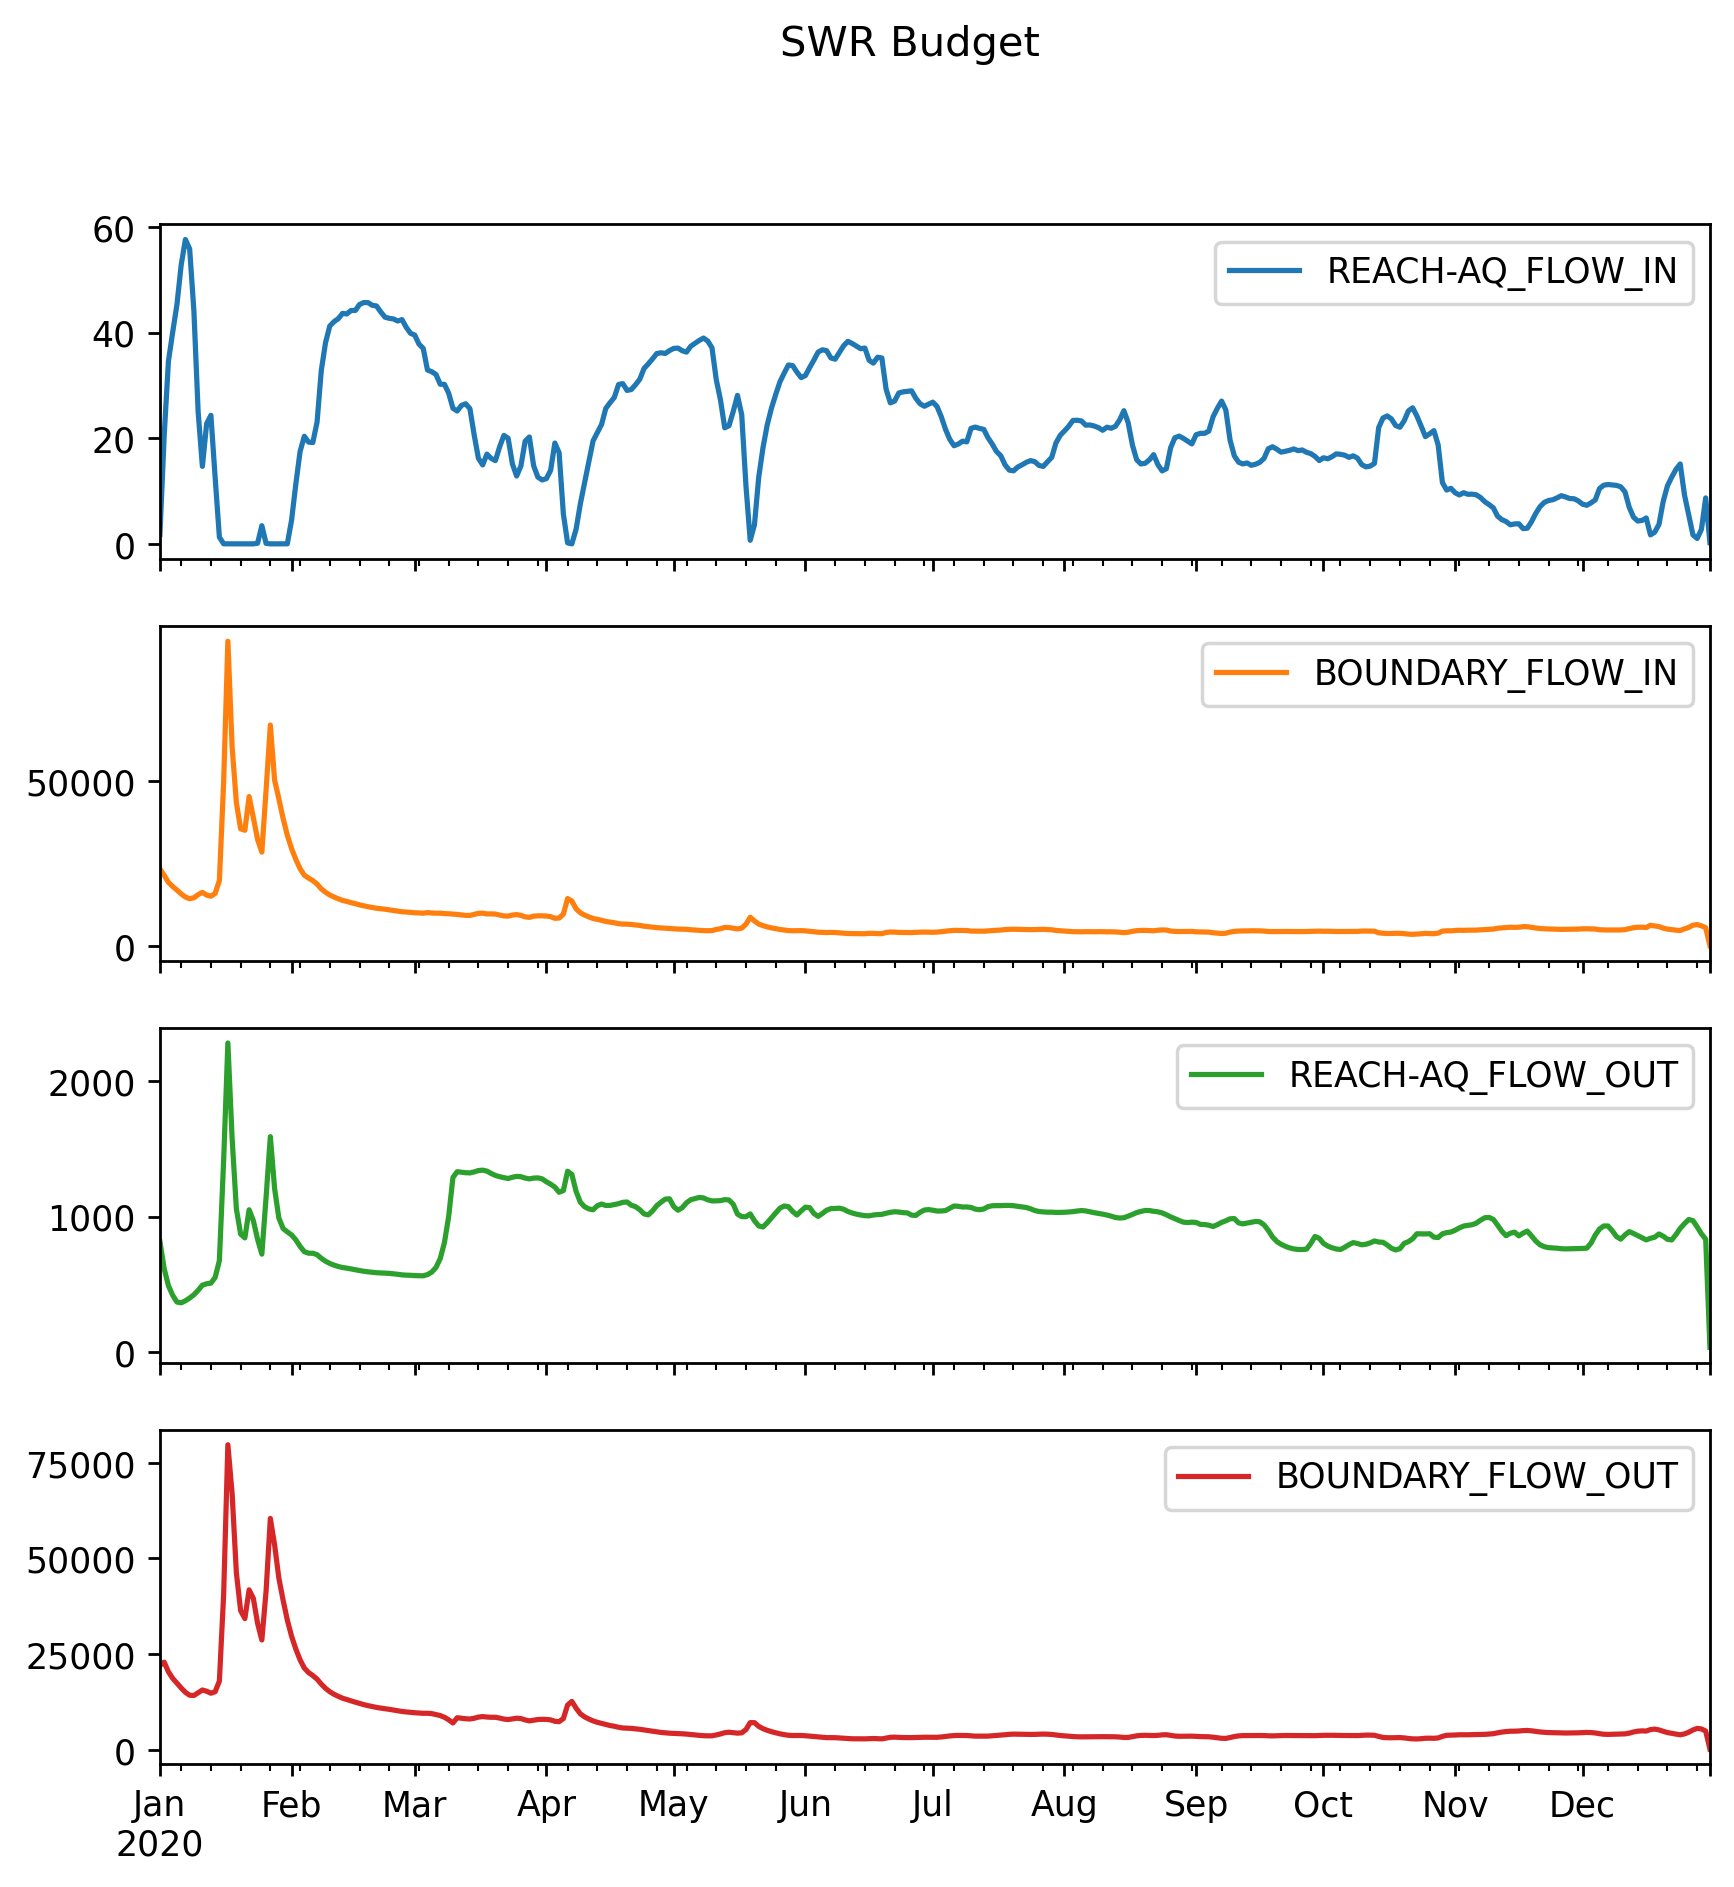 SWR Budget
60
40
20
0
REACH-AQ_FLOW_IN
50000
0
BOUNDARY_FLOW_IN
2000
1000
0
REACH-AQ_FLOW_OUT
75000
50000
25000
0
BOUNDARY_FLOW_OUT
Jan Feb Mar Apr May Jun Jul Aug Sep Oct Nov Dec
2020